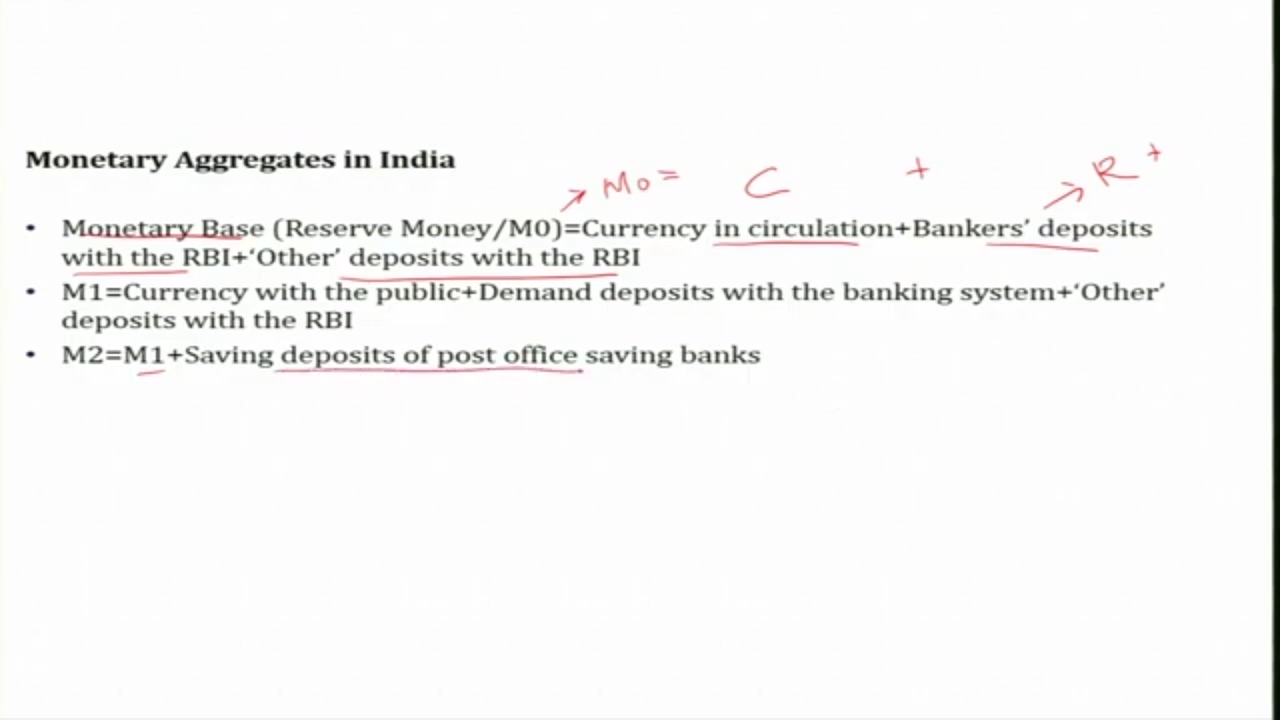 Monetary Aggregates in India
M0= C + R +
• Monetary Base (Reserve Money/M0)=Currency in circulation+Bankers’ deposits
with the RBI+‘Other’ deposits with the RBI
• M1=Currency with the public+Demand deposits with the banking system+‘Other’
deposits with the RBI
• M2=M1+Saving deposits of post office saving banks